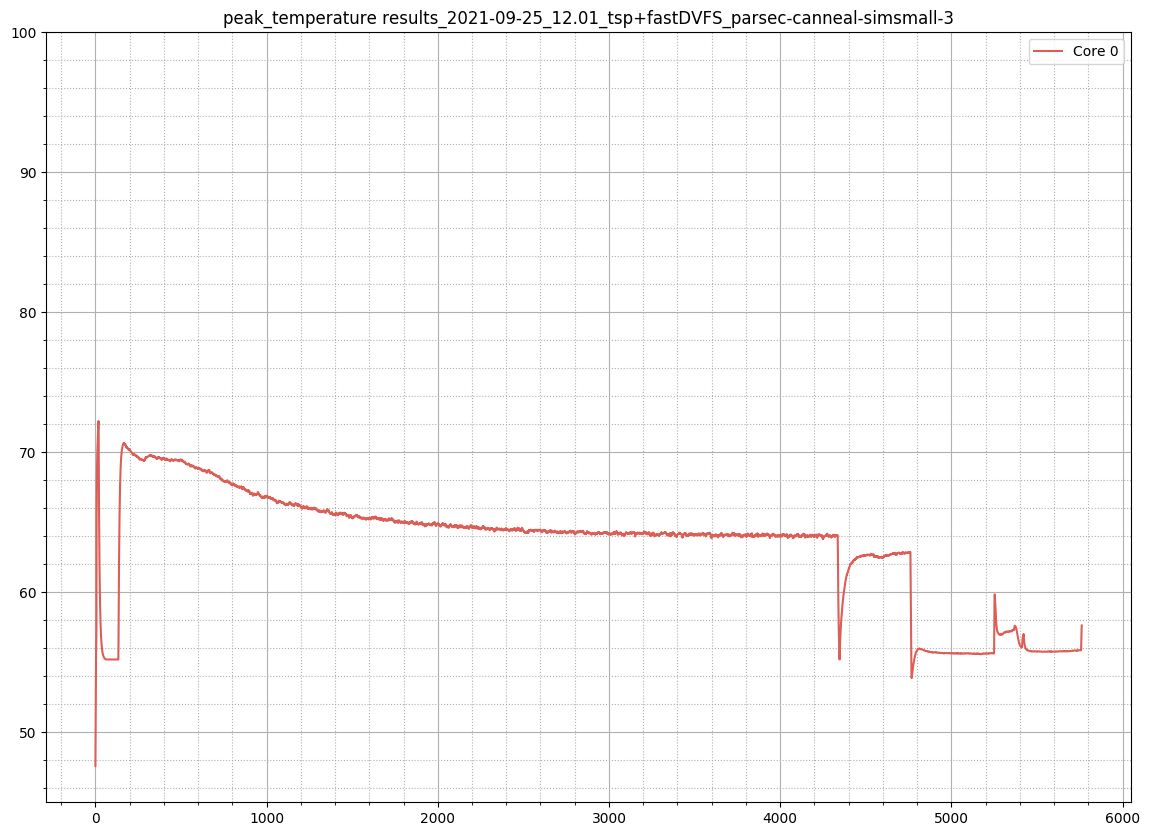 peak_temperature results_2021-09-25_12.01_tsp+fastDVFS_parsec-canneal-simsmall-3
Core 0
100
90
80
70
60
50
0 1000 2000 3000 4000 5000 6000